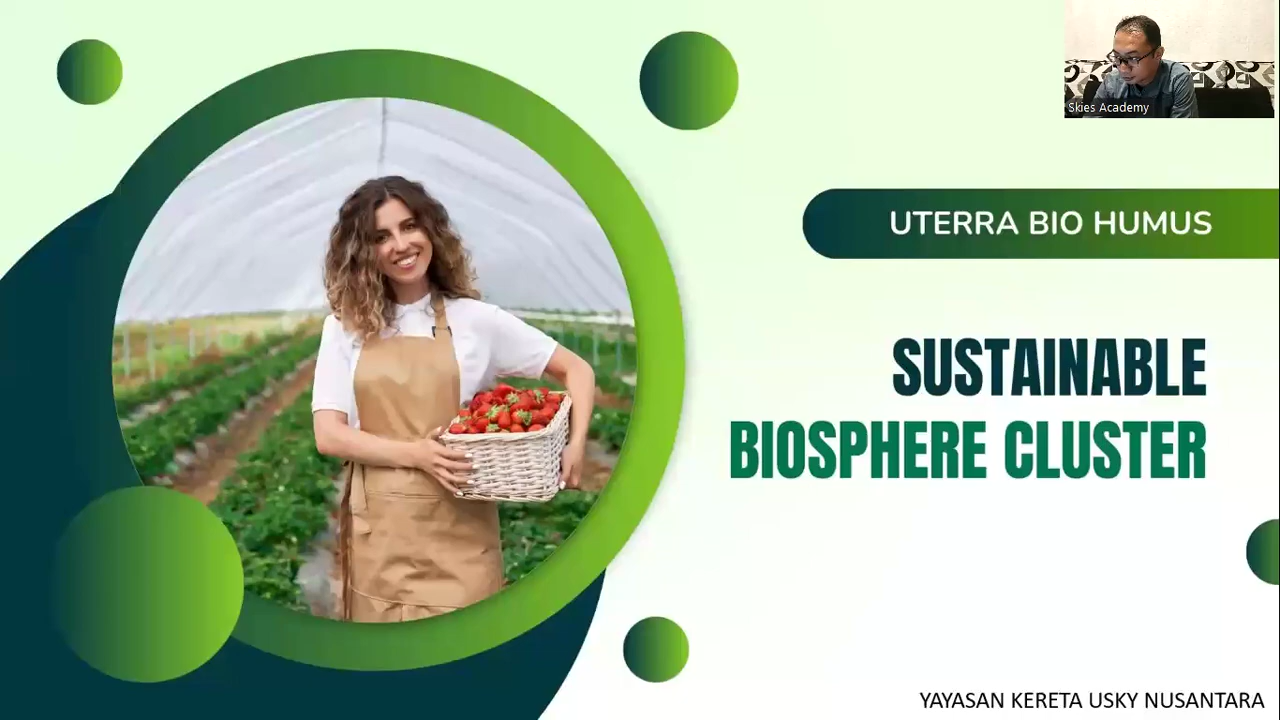 Skies Academy
UTERRA BIO HUMUS
SUSTAINABLE
BIOSPHERE CLUSTER
YAYASAN KERETA USKY NUSANTARA